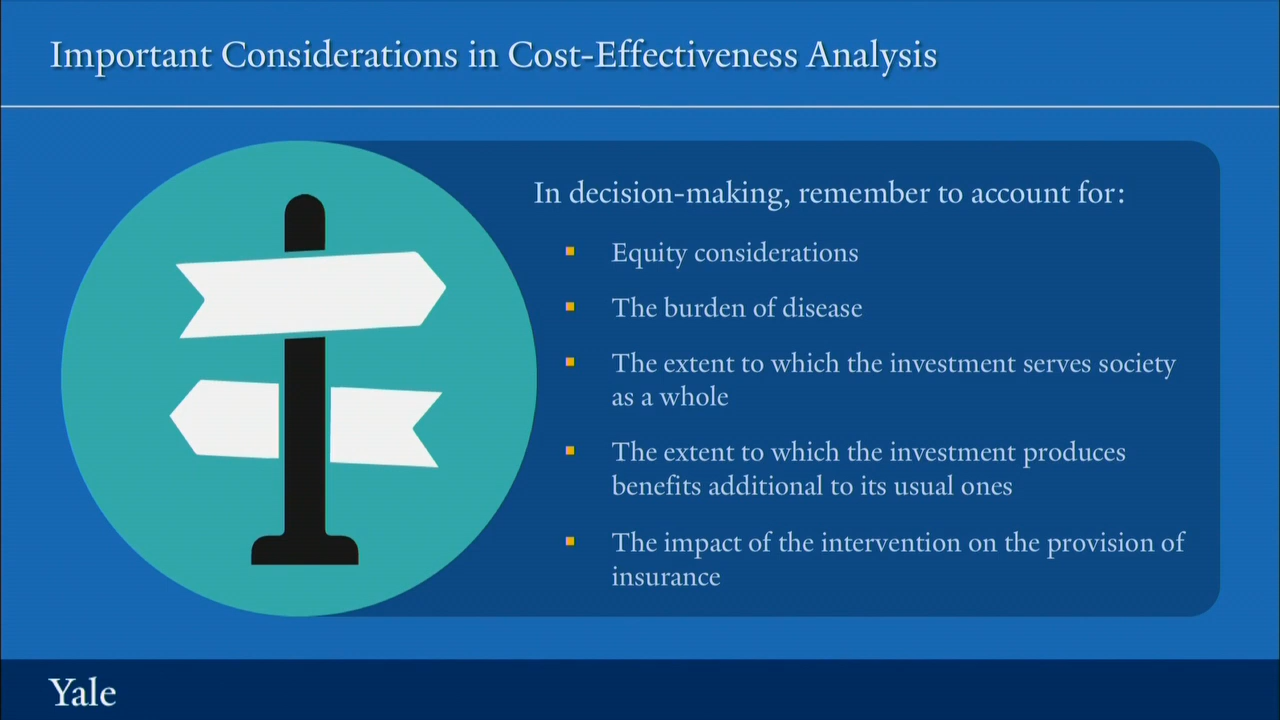 Important Considerations in Cost-Effectiveness Analysis
In decision-making, remember to account for:
Equity considerations
The burden of disease
The extent to which the investment serves society
as a whole
The extent to which the investment produces
benefits additional to its usual ones
The impact of the intervention on the provision of
insurance
Yale